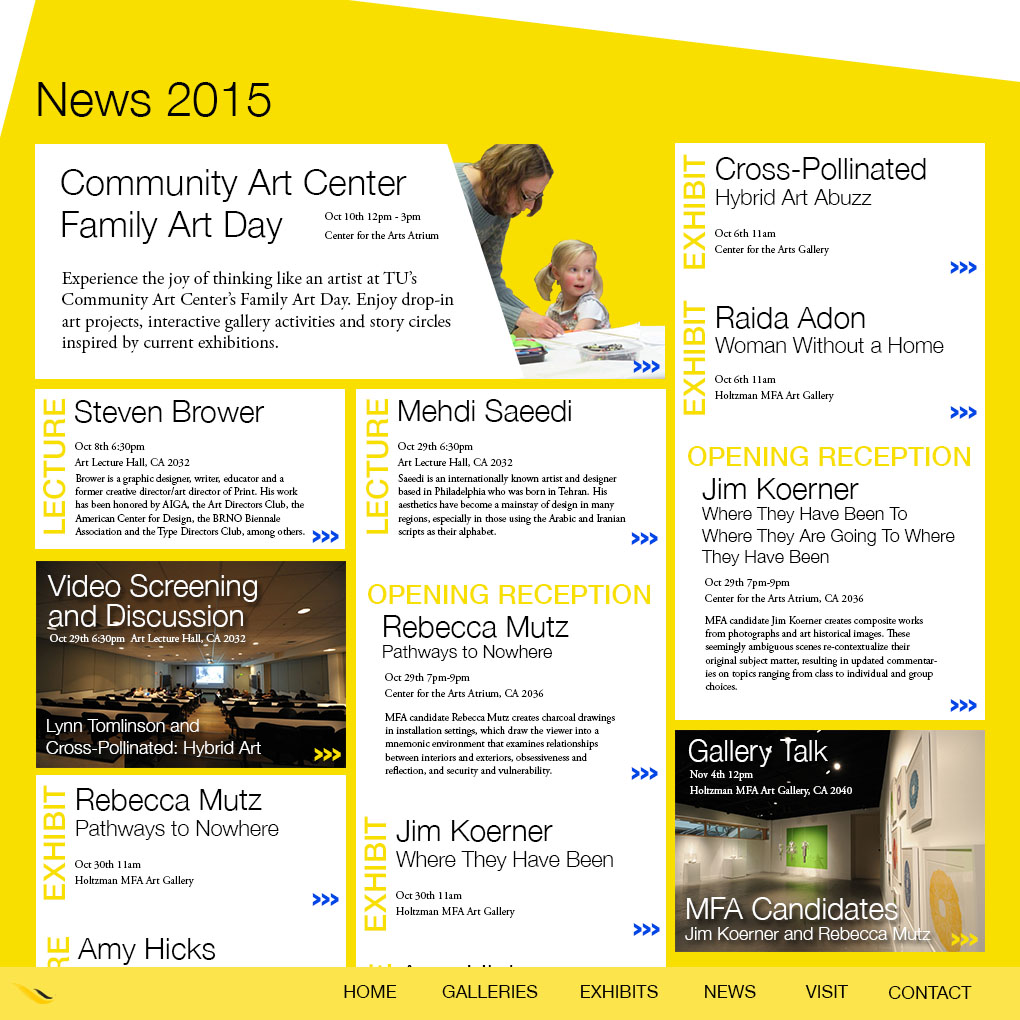 News 2015
Community Art Center
Family Art Day
Oct 10th 12pm - 3pm
Center for the Arts Atrium
Experience the joy of thinking like an artist at TU's
Community Art Center's Family Art Day. Enjoy drop-in
art projects, interactive gallery activities and story circles
inspired by current exhibitions.
>>>
LECTURE
Steven Brower
Oct 8th 6:30pm
Art Lecture Hall, CA 2032
Brower is a graphic designer, writer, educator and a
former creative director/art director of Print. His work
has been honored by AIGA, the Art Directors Club, the
American Center for Design, the BRNO Biennale
Association and the Type Directors Club, among others.
>>>
Video Screening
and Discussion
Oct 29th 6:30pm Art Lecture Hall, CA 2032
Lynn Tomlinson and
Cross-Pollinated: Hybrid Art
>>>
EXHIBIT
Rebecca Mutz
Pathways to Nowhere
Oct 30th 11am
Holtzman MFA Art Gallery
>>>
RE
Amy Hicks
LECTURE
Mehdi Saeedi
Oct 29th 6:30pm
Art Lecture Hall, CA 2032
Saeedi is an internationally known artist and designer
based in Philadelphia who was born in Tehran. His
aesthetics have become a mainstay of design in many
regions, especially in those using the Arabic and Iranian
scripts as their alphabet.
>>>
OPENING RECEPTION
Rebecca Mutz
Pathways to Nowhere
Oct 29th 7pm-9pm
Center for the Arts Atrium, CA 2036
MFA candidate Rebecca Mutz creates charcoal drawings
in installation settings, which draw the viewer into a
mnemonic environment that examines relationships
between interiors and exteriors, obsessiveness and
reflection, and security and vulnerability.
>>>
EXHIBIT
Jim Koerner
Where They Have Been
Oct 30th 11am
Holtzman MFA Art Gallery
>>>
EXHIBIT
Cross-Pollinated
Hybrid Art Abuzz
Oct 6th 11am
Center for the Arts Gallery
>>>
EXHIBIT
Raida Adon
Woman Without a Home
Oct 6th 11am
Holtzman MFA Art Gallery
>>>
OPENING RECEPTION
Jim Koerner
Where They Have Been To
Where They Are Going To Where
They Have Been
Oct 29th 7pm-9pm
Center for the Arts Atrium, CA 2036
MFA candidate Jim Koerner creates composite works
from photographs and art historical images. These
seemingly ambiguous scenes re-contextualize their
original subject matter, resulting in updated commentar-
ies on topics ranging from class to individual and group
choices.
>>>
Gallery Talk
Nov 4th 12pm
Holtzman MFA Art Gallery, CA 2040
MFA Candidates
Jim Koerner and Rebecca Mutz
>>>
HOME GALLERIES EXHIBITS NEWS VISIT CONTACT